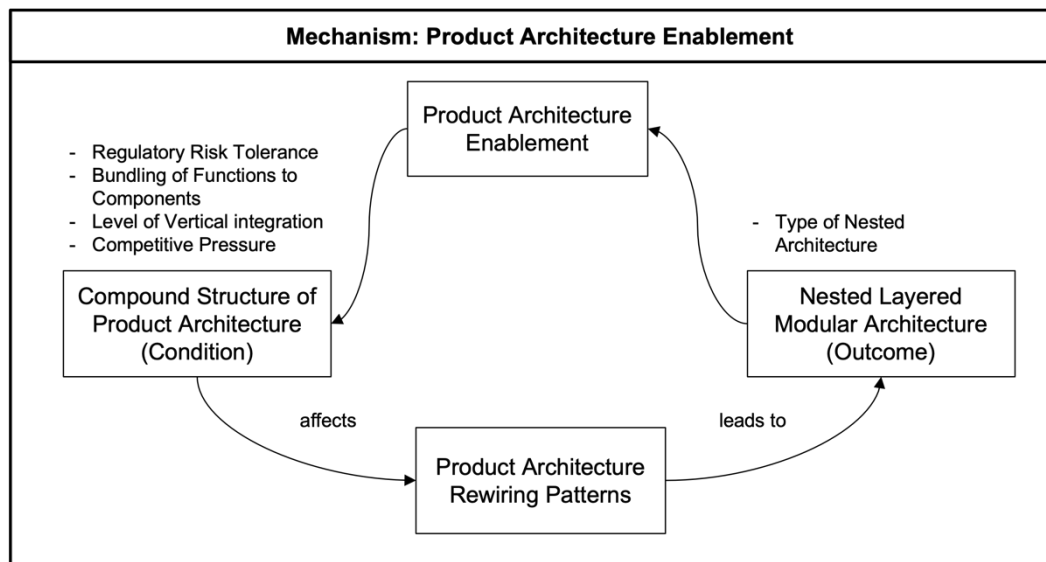 Mechanism: Product Architecture Enablement
Product Architecture
Enablement
- Regulatory Risk Tolerance
- Bundling of Functions to
Components
- Level of Vertical integration
- Competitive Pressure
- Type of Nested
Architecture
Compound Structure of
Product Architecture
(Condition)
Nested Layered
Modular Architecture
(Outcome)
affects
leads to
Product Architecture
Rewiring Patterns